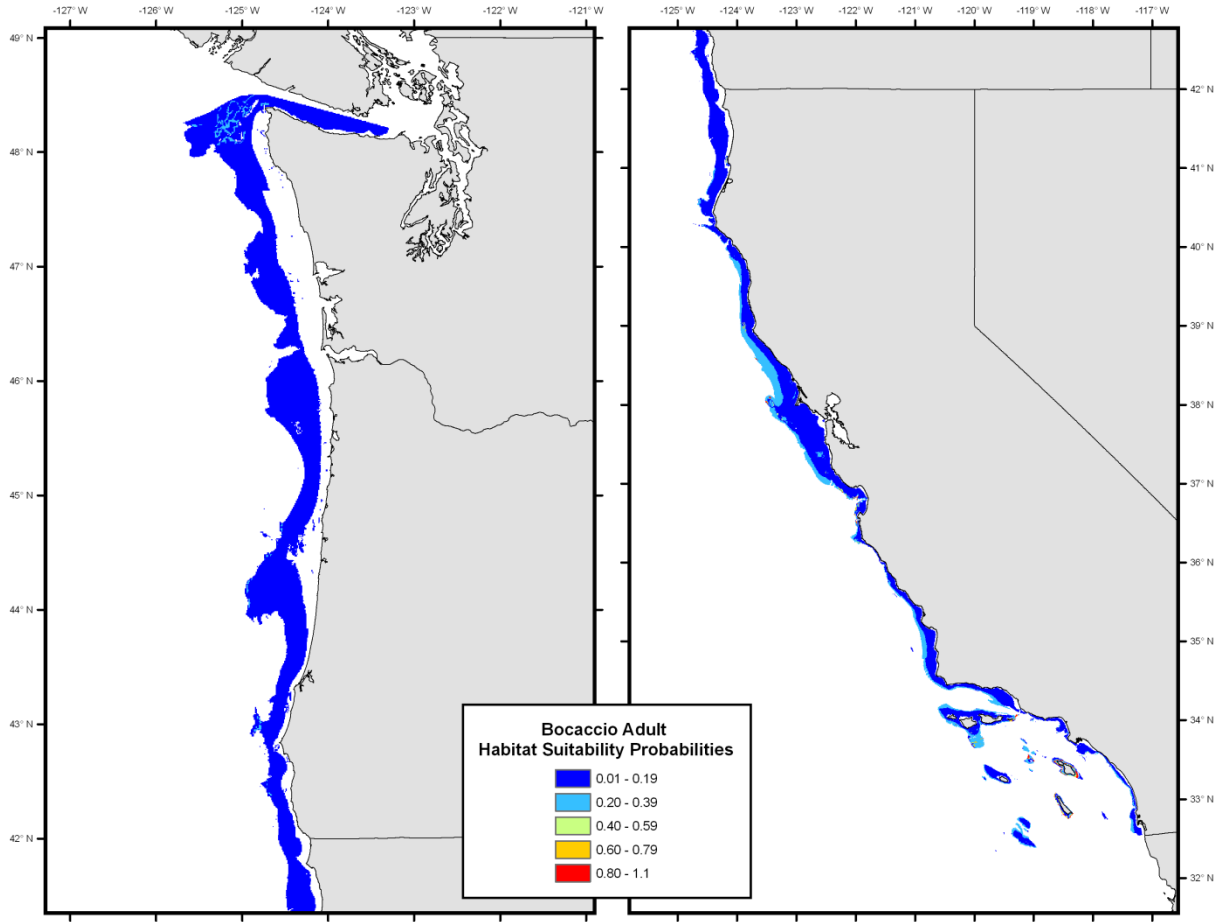 -127° W -126° W -125° W -124° W -123° W -122° W -121° W
-125° W -124° W -123° W -122° W -121° W -120° W -119° W -118° W -117° W
49° N
48° N
47° N
46° N
45° N
44° N
43° N
42° N
42° N
41° N
40° N
39° N
38° N
37° N
36° N
35° N
34° N
33° N
32° N
Bocaccio Adult
Habitat Suitability Probabilities
0.01 - 0.19
0.20 - 0.39
0.40 - 0.59
0.60 - 0.79
0.80 - 1.1